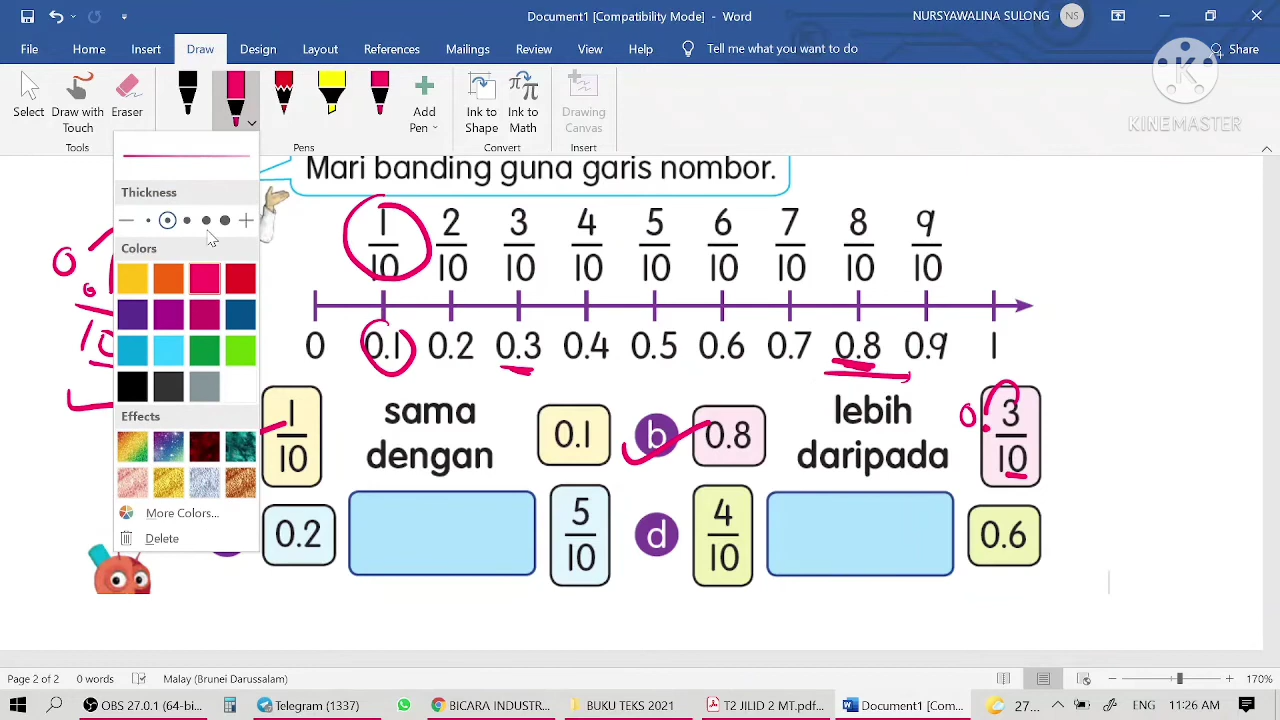 Document1 [Compatibility Mode] - Word
NURSYAWALINA SULONG
NS
File Home Insert Draw Design Layout References Mailings Review View Help Tell me what you want to do Share
Select
Draw with Touch
Eraser
Add Pen
Ink to Shape
Ink to Math
Drawing Canvas
Tools
Pens
Convert
Insert
K
KINEMASTER
Thickness
Colors
Effects
More Colors...
Delete
Mari banding guna garis nombor.
1/10 2/10 3/10 4/10 5/10 6/10 7/10 8/10 9/10
0 0.1 0.2 0.3 0.4 0.5 0.6 0.7 0.8 0.9 1
1/10 sama dengan 0.1
b 0.8 lebih daripada 3/10
0.
0.2 5/10
d 4/10 0.6
Page 2 of 2 0 words Malay (Brunei Darussalam) 170%
OBS 27.0.1 (64-bi... Telegram (1337) BICARA INDUSTR... BUKU TEKS 2021 T2 JILID 2 MT.pdf... Document1 [Com... 27... ENG 11:26 AM